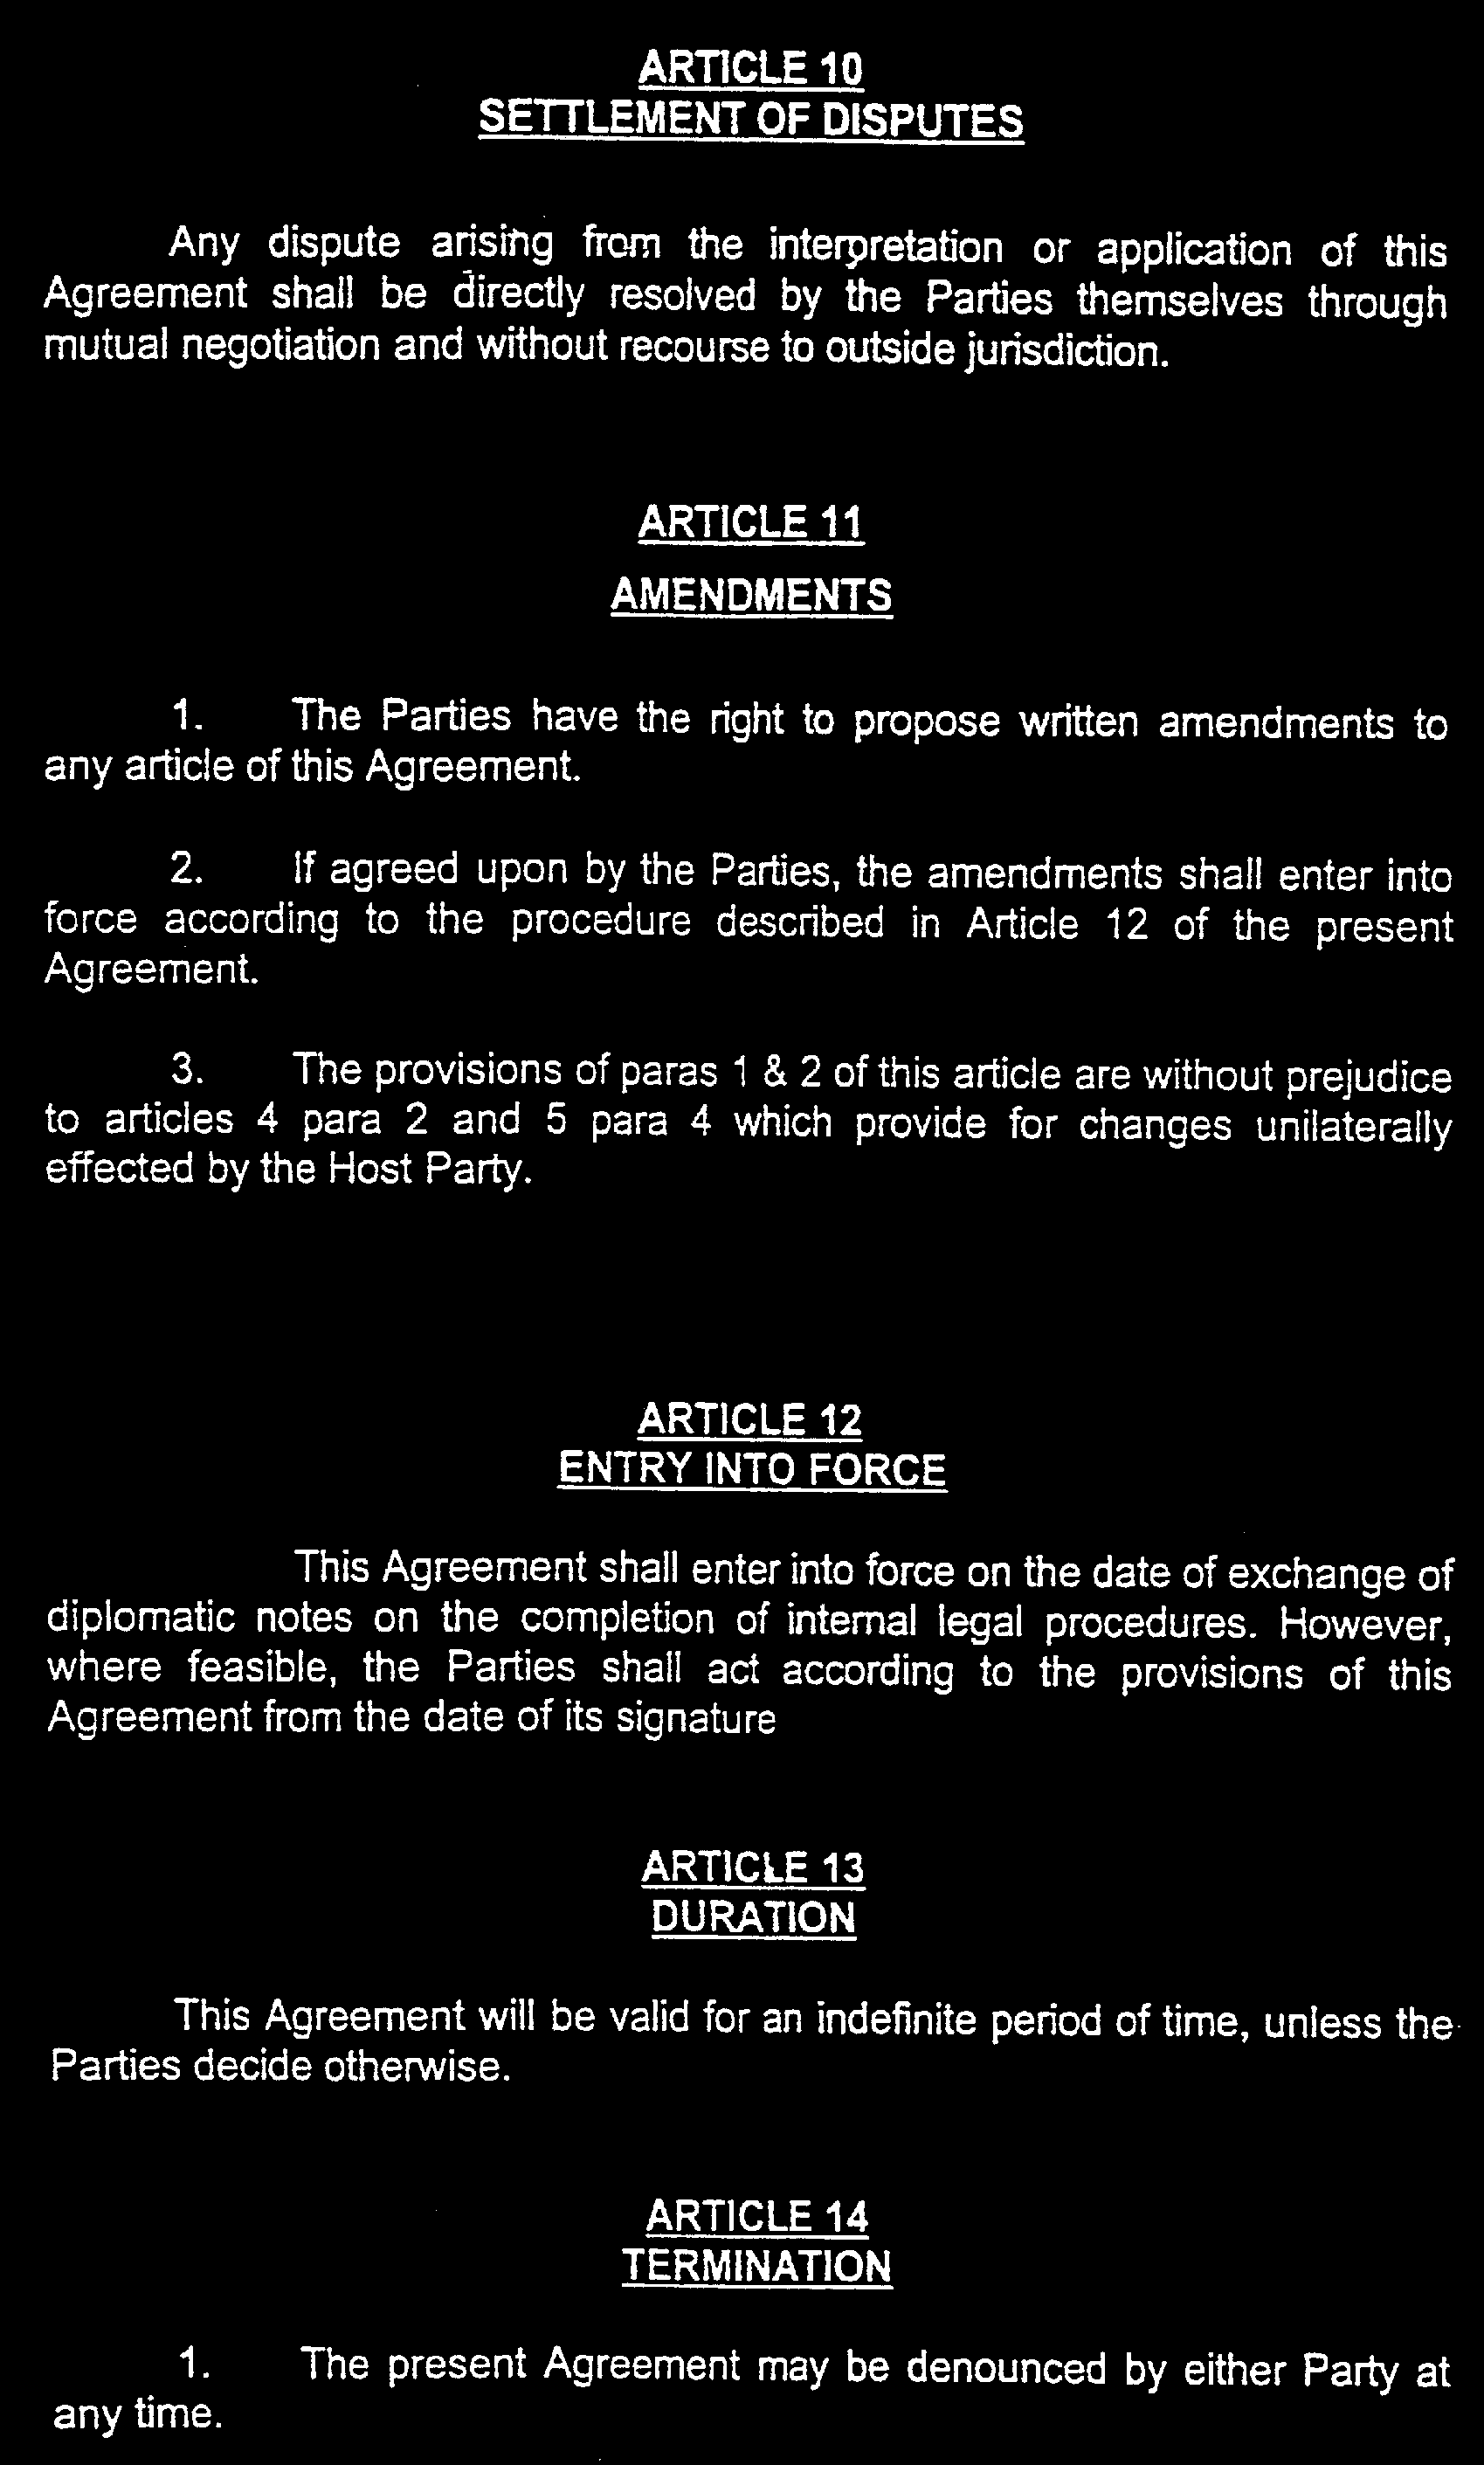 ARTICLE 10
SETTLEMENT OF DISPUTES
Any dispute arising from the interpretation or application of this
Agreement shall be directly resolved by the Parties themselves through
mutual negotiation and without recourse to outside jurisdiction.
ARTICLE 11
AMENDMENTS
1. The Parties have the right to propose written amendments to
any article of this Agreement.
2. If agreed upon by the Parties, the amendments shall enter into
force according to the procedure described in Article 12 of the present
Agreement.
3. The provisions of paras 1 & 2 of this article are without prejudice
to articles 4 para 2 and 5 para 4 which provide for changes unilaterally
effected by the Host Party.
ARTICLE 12
ENTRY INTO FORCE
This Agreement shall enter into force on the date of exchange of
diplomatic notes on the completion of internal legal procedures. However,
where feasible, the Parties shall act according to the provisions of this
Agreement from the date of its signature
ARTICLE 13
DURATION
This Agreement will be valid for an indefinite period of time, unless the
Parties decide otherwise.
ARTICLE 14
TERMINATION
1. The present Agreement may be denounced by either Party at
any time.